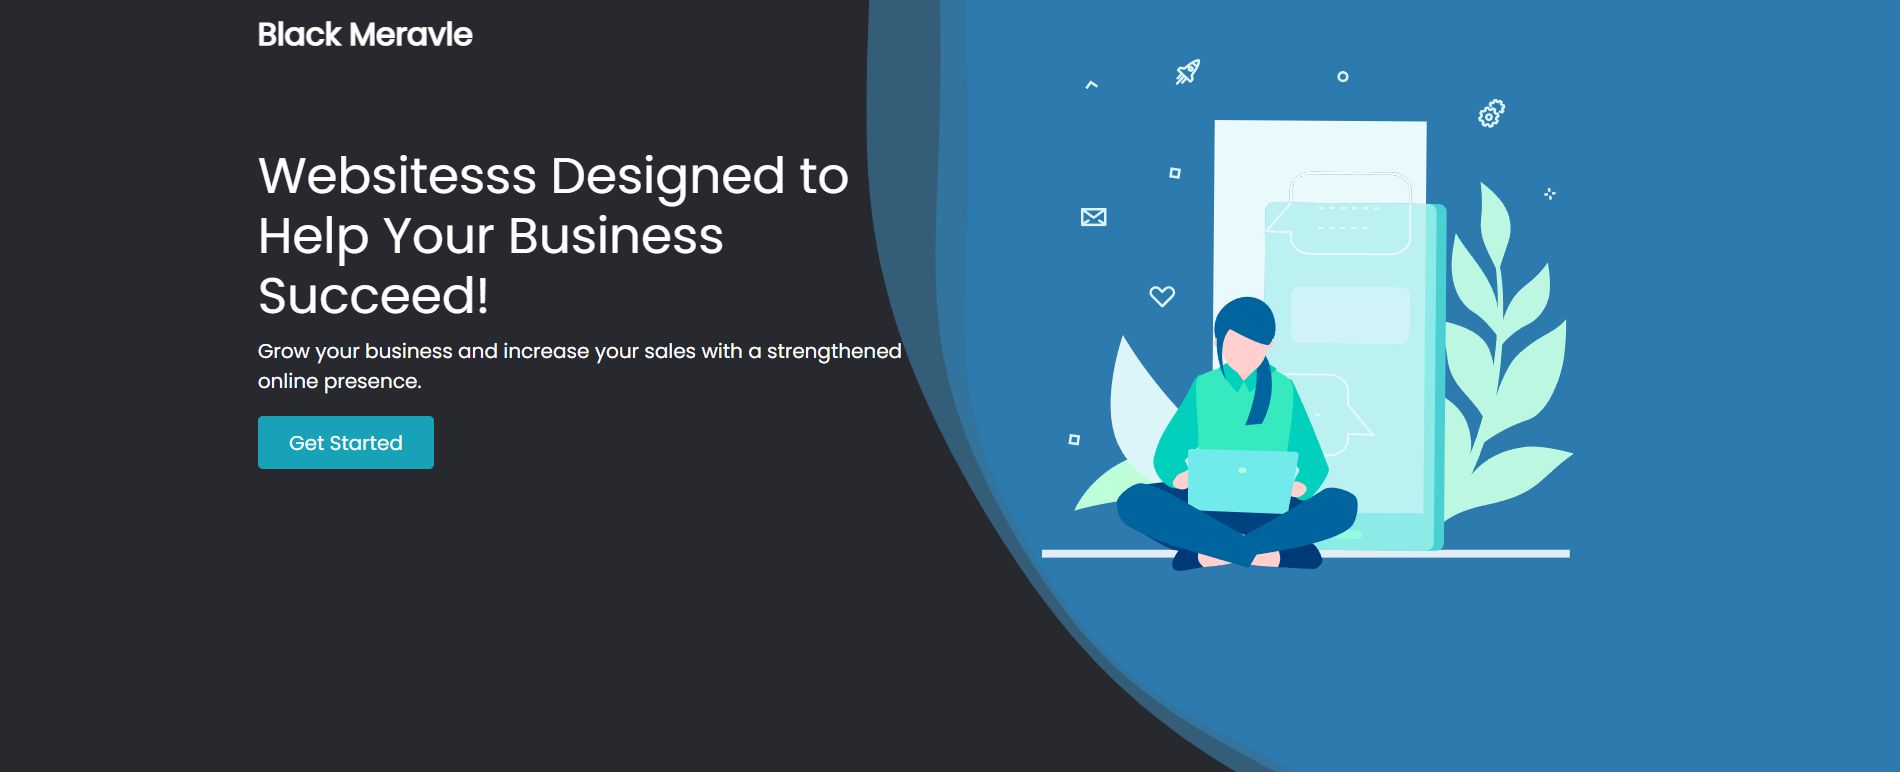 Black Meravle
Websitesss Designed to
Help Your Business
Succeed!
Grow your business and increase your sales with a strengthened
online presence.
Get Started